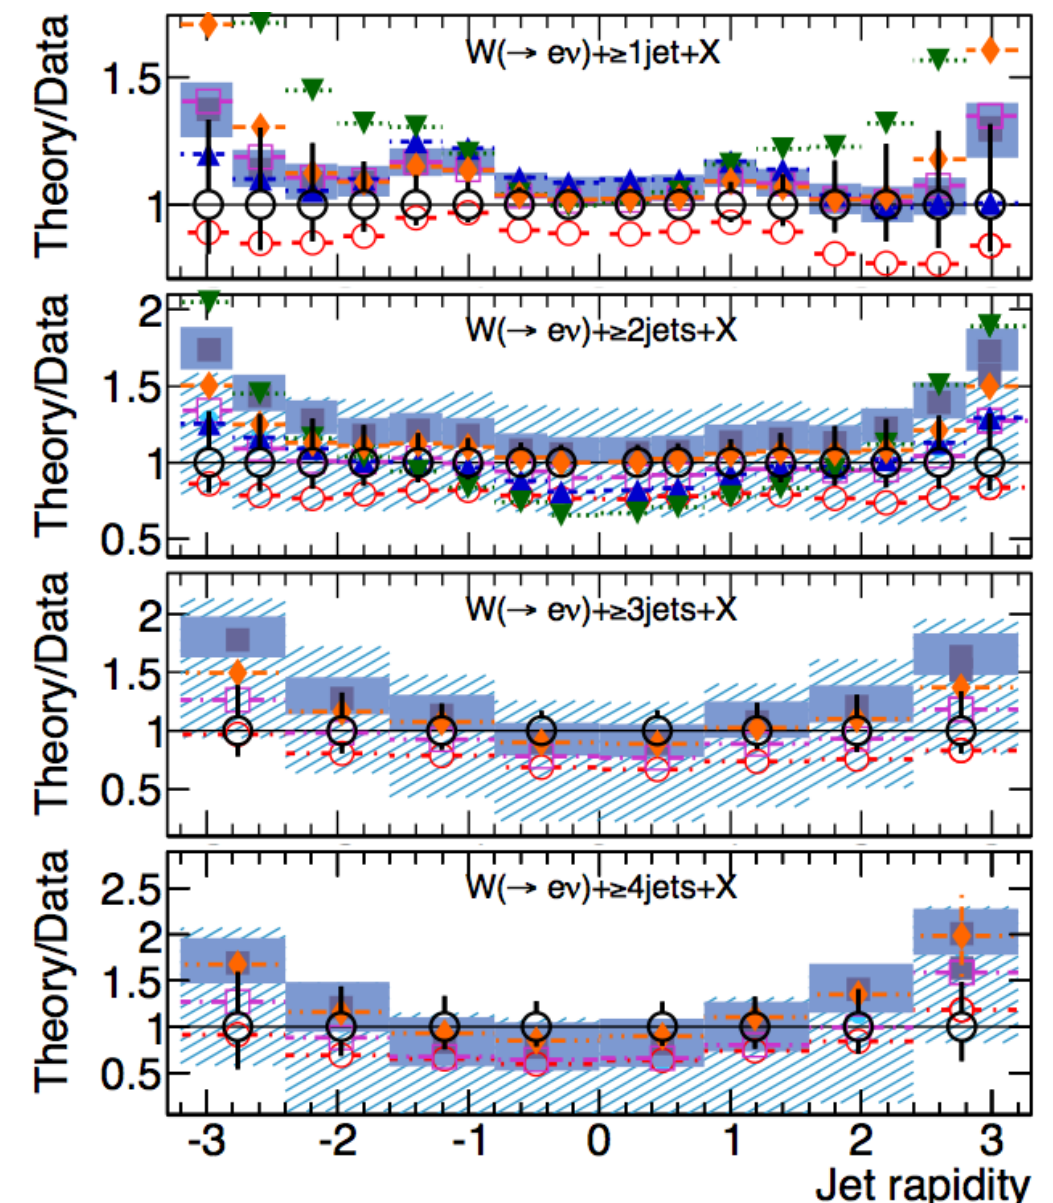 Theory/Data
W(→ eν)+≥1jet+X
1.5
1
Theory/Data
W(→ eν)+≥2jets+X
2
1.5
1
0.5
Theory/Data
W(→ eν)+≥3jets+X
2
1.5
1
0.5
Theory/Data
W(→ eν)+≥4jets+X
2.5
2
1.5
1
0.5
-3 -2 -1 0 1 2 3
Jet rapidity